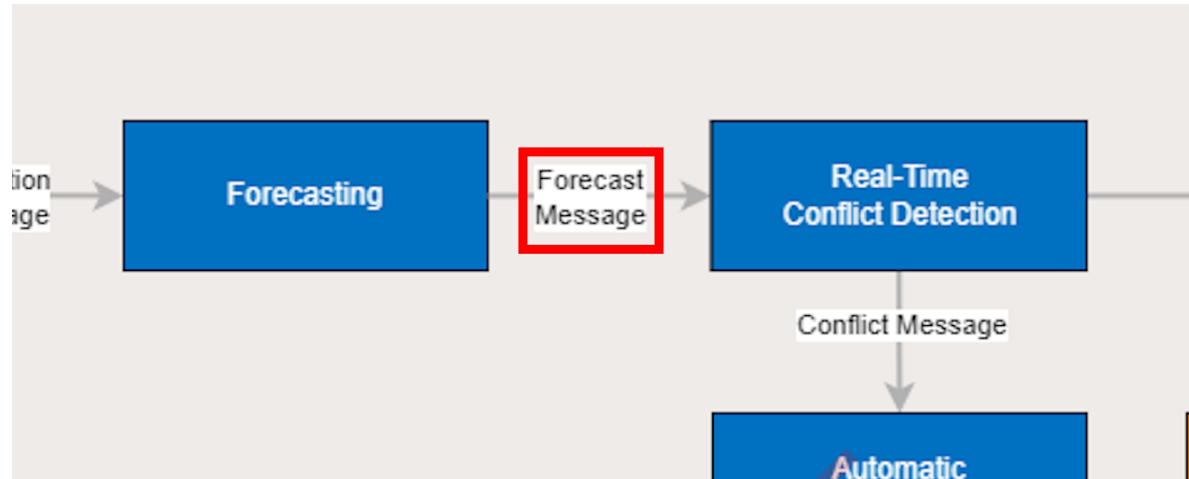 Forecasting
Forecast
Message
Real-Time
Conflict Detection
Conflict Message
Automatic